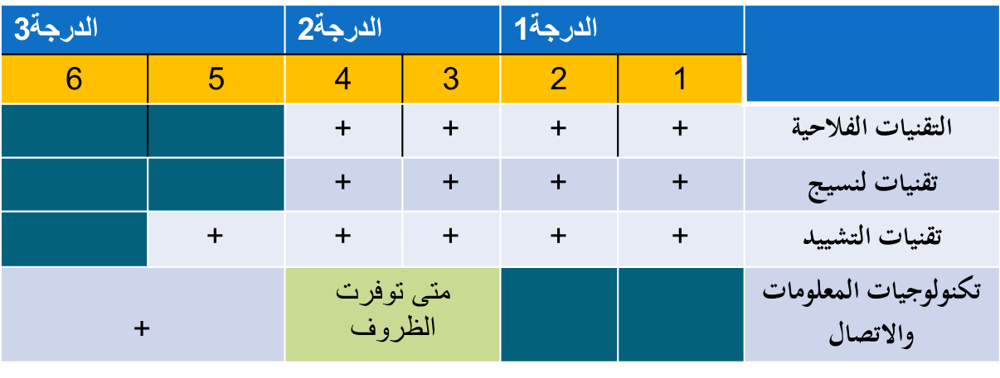 الدرجة1 الدرجة2 الدرجة3
1 2 3 4 5 6
التقنيات الفلاحية + + + +
تقنيات لنسيج + + + +
تقنيات التشييد + + + + +
تكنولوجيات المعلومات
والاتصال
متى توفرت
الظروف
+